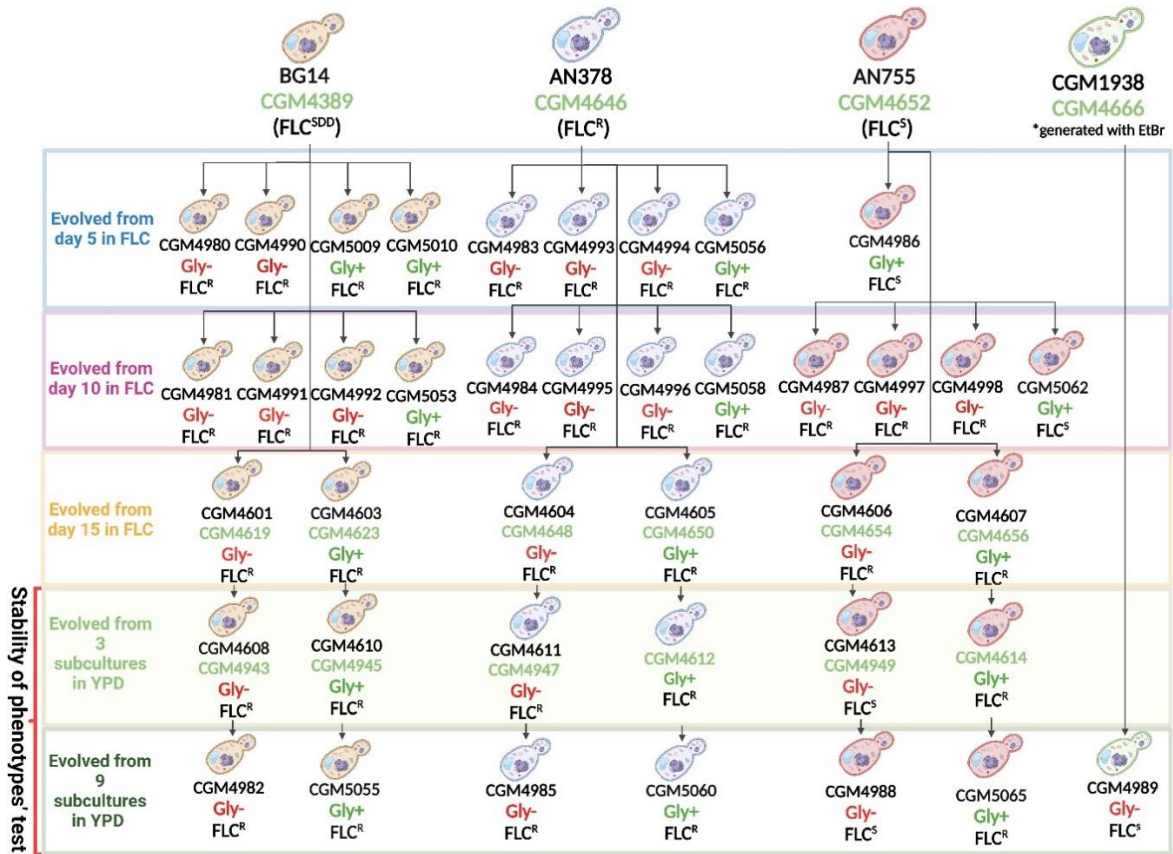 BG14
CGM4389
(FLCSDD)
AN378
CGM4646
(FLCR)
AN755
CGM4652
(FLCS)
CGM1938
CGM4666
*generated with EtBr
Evolved from
day 5 in FLC
CGM4980
Gly-
FLCR
CGM4990
Gly-
FLCR
CGM5009
Gly+
FLCR
CGM5010
Gly+
FLCR
CGM4983
Gly-
FLCR
CGM4993
Gly-
FLCR
CGM4994
Gly-
FLCR
CGM5056
Gly+
FLCR
CGM4986
Gly+
FLCS
Evolved from
day 10 in FLC
CGM4981
Gly-
FLCR
CGM4991
Gly-
FLCR
CGM4992
Gly-
FLCR
CGM5053
Gly+
FLCR
CGM4984
Gly-
FLCR
CGM4995
Gly-
FLCR
CGM4996
Gly-
FLCR
CGM5058
Gly+
FLCR
CGM4987
Gly-
FLCR
CGM4997
Gly-
FLCR
CGM4998
Gly-
FLCR
CGM5062
Gly+
FLCS
Evolved from
day 15 in FLC
CGM4601
CGM4619
Gly-
FLCR
CGM4603
CGM4623
Gly+
FLCR
CGM4604
CGM4648
Gly-
FLCR
CGM4605
CGM4650
Gly+
FLCR
CGM4606
CGM4654
Gly-
FLCR
CGM4607
CGM4656
Gly+
FLCR
Stability of phenotypes' test
Evolved from
3
subcultures
in YPD
CGM4608
CGM4943
Gly-
FLCR
CGM4610
CGM4945
Gly+
FLCR
CGM4611
CGM4947
Gly-
FLCR
CGM4612
Gly+
FLCR
CGM4613
CGM4949
Gly-
FLCS
CGM4614
Gly+
FLCR
Evolved from
9
subcultures
in YPD
CGM4982
Gly-
FLCR
CGM5055
Gly+
FLCR
CGM4985
Gly-
FLCR
CGM5060
Gly+
FLCR
CGM4988
Gly-
FLCS
CGM5065
Gly+
FLCR
CGM4989
Gly-
FLCs